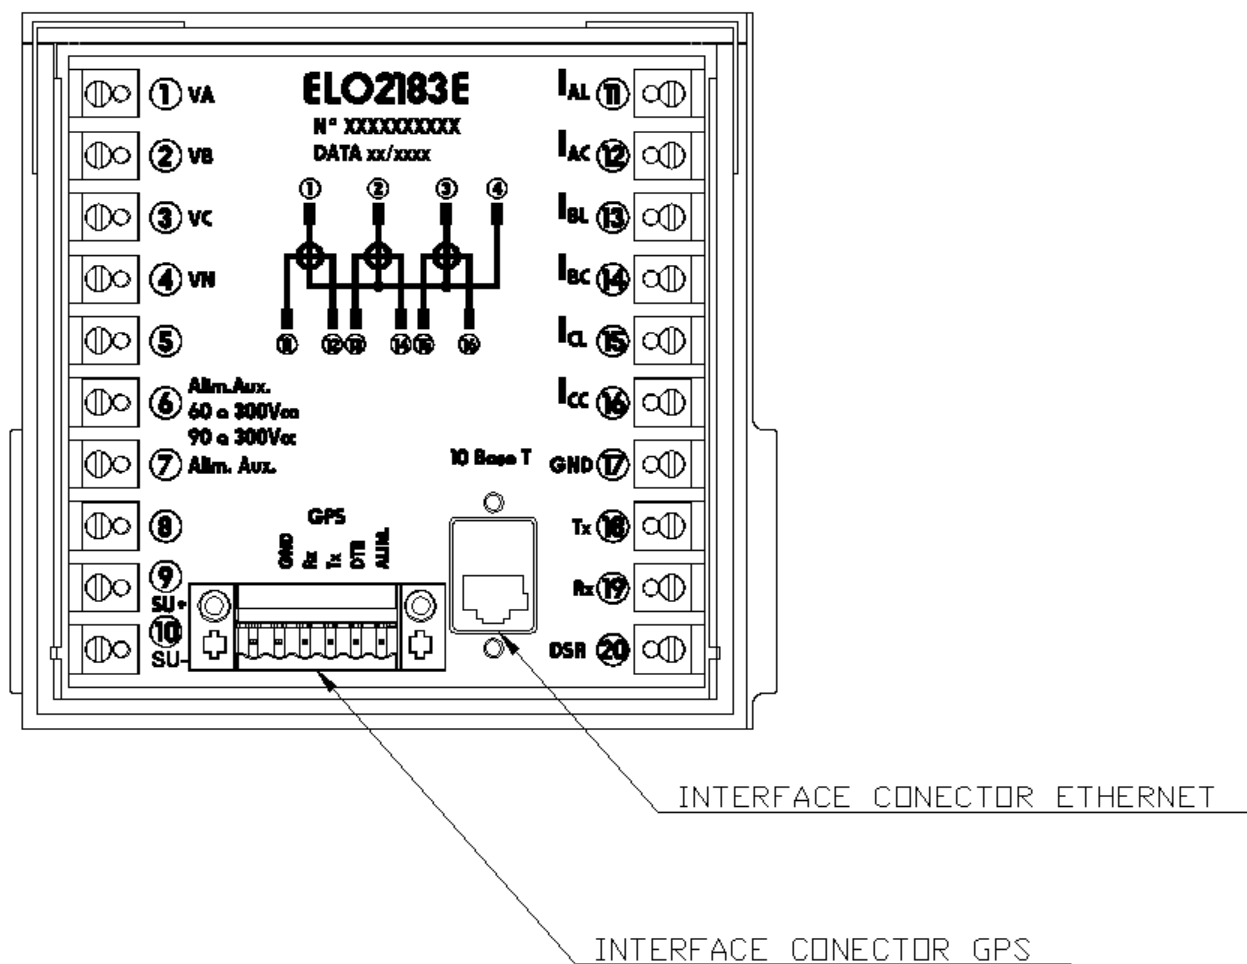 1 VA
2 VB
3 VC
4 VN
5
6
Alim.Aux.
60 a 300Vca
90 a 300Vcc
7 Alim. Aux.
8
9
SU+
10
SU-
ELO2183E
Nº XXXXXXXXXX
DATA xx/xxxx
1 2 3 4
11 12 13 14 15 16
10 Base T
GPS
GND Rx Tx DTR ALIM.
IAL 11
IAC 12
IBL 13
IBC 14
ICL 15
ICC 16
GND 17
Tx 18
Rx 19
DSR 20
INTERFACE CONECTOR ETHERNET
INTERFACE CONECTOR GPS